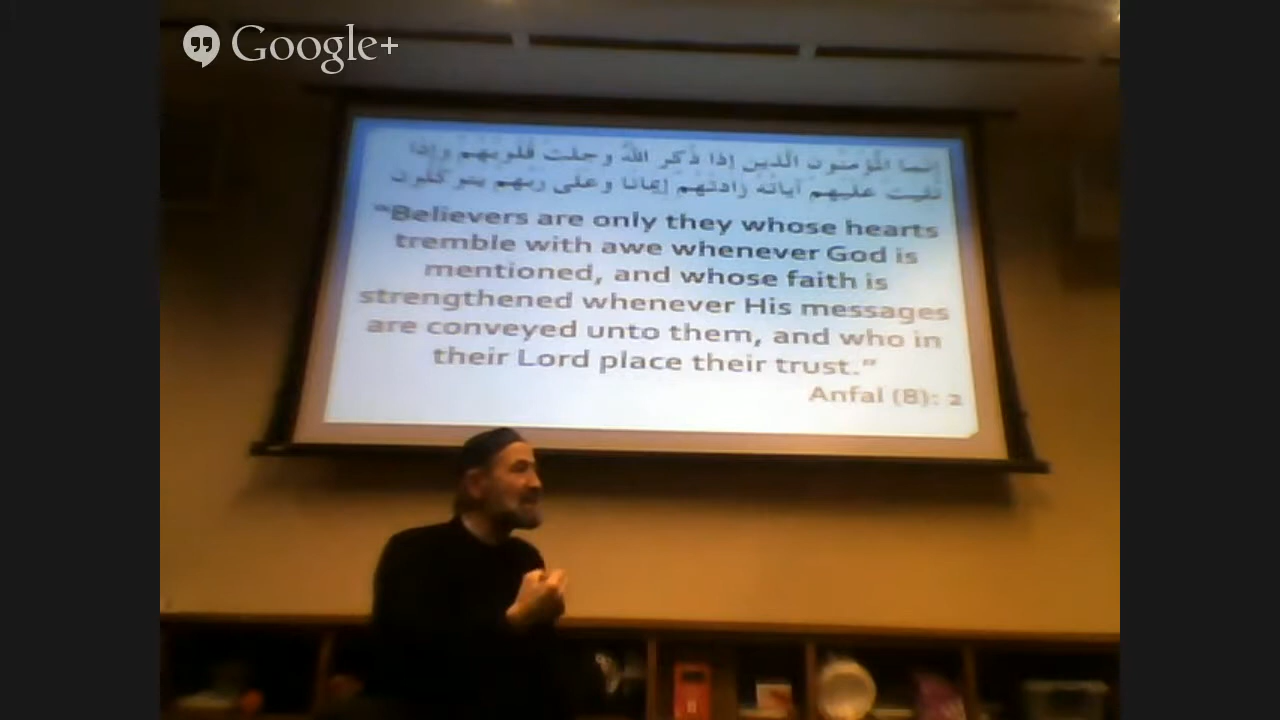 Google+
إنما المؤمنون الذين إذا ذكر الله وجلت قلوبهم وإذا
تليت عليهم آياته زادتهم إيمانا وعلى ربهم يتوكلون
"Believers are only they whose hearts
tremble with awe whenever God is
mentioned, and whose faith is
strengthened whenever His messages
are conveyed unto them, and who in
their Lord place their trust."
Anfal (8): 2